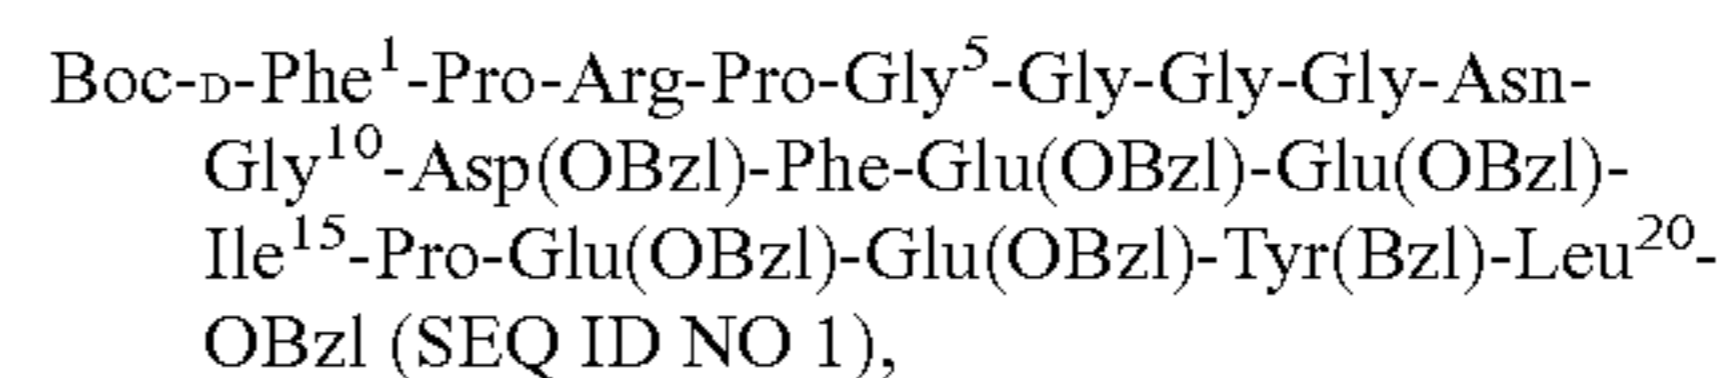 Boc-D-Phe¹-Pro-Arg-Pro-Gly⁵-Gly-Gly-Gly-Asn-
Gly¹⁰-Asp(OBzl)-Phe-Glu(OBzl)-Glu(OBzl)-
Ile¹⁵-Pro-Glu(OBzl)-Glu(OBzl)-Tyr(Bzl)-Leu²⁰-
OBzl (SEQ ID NO 1),